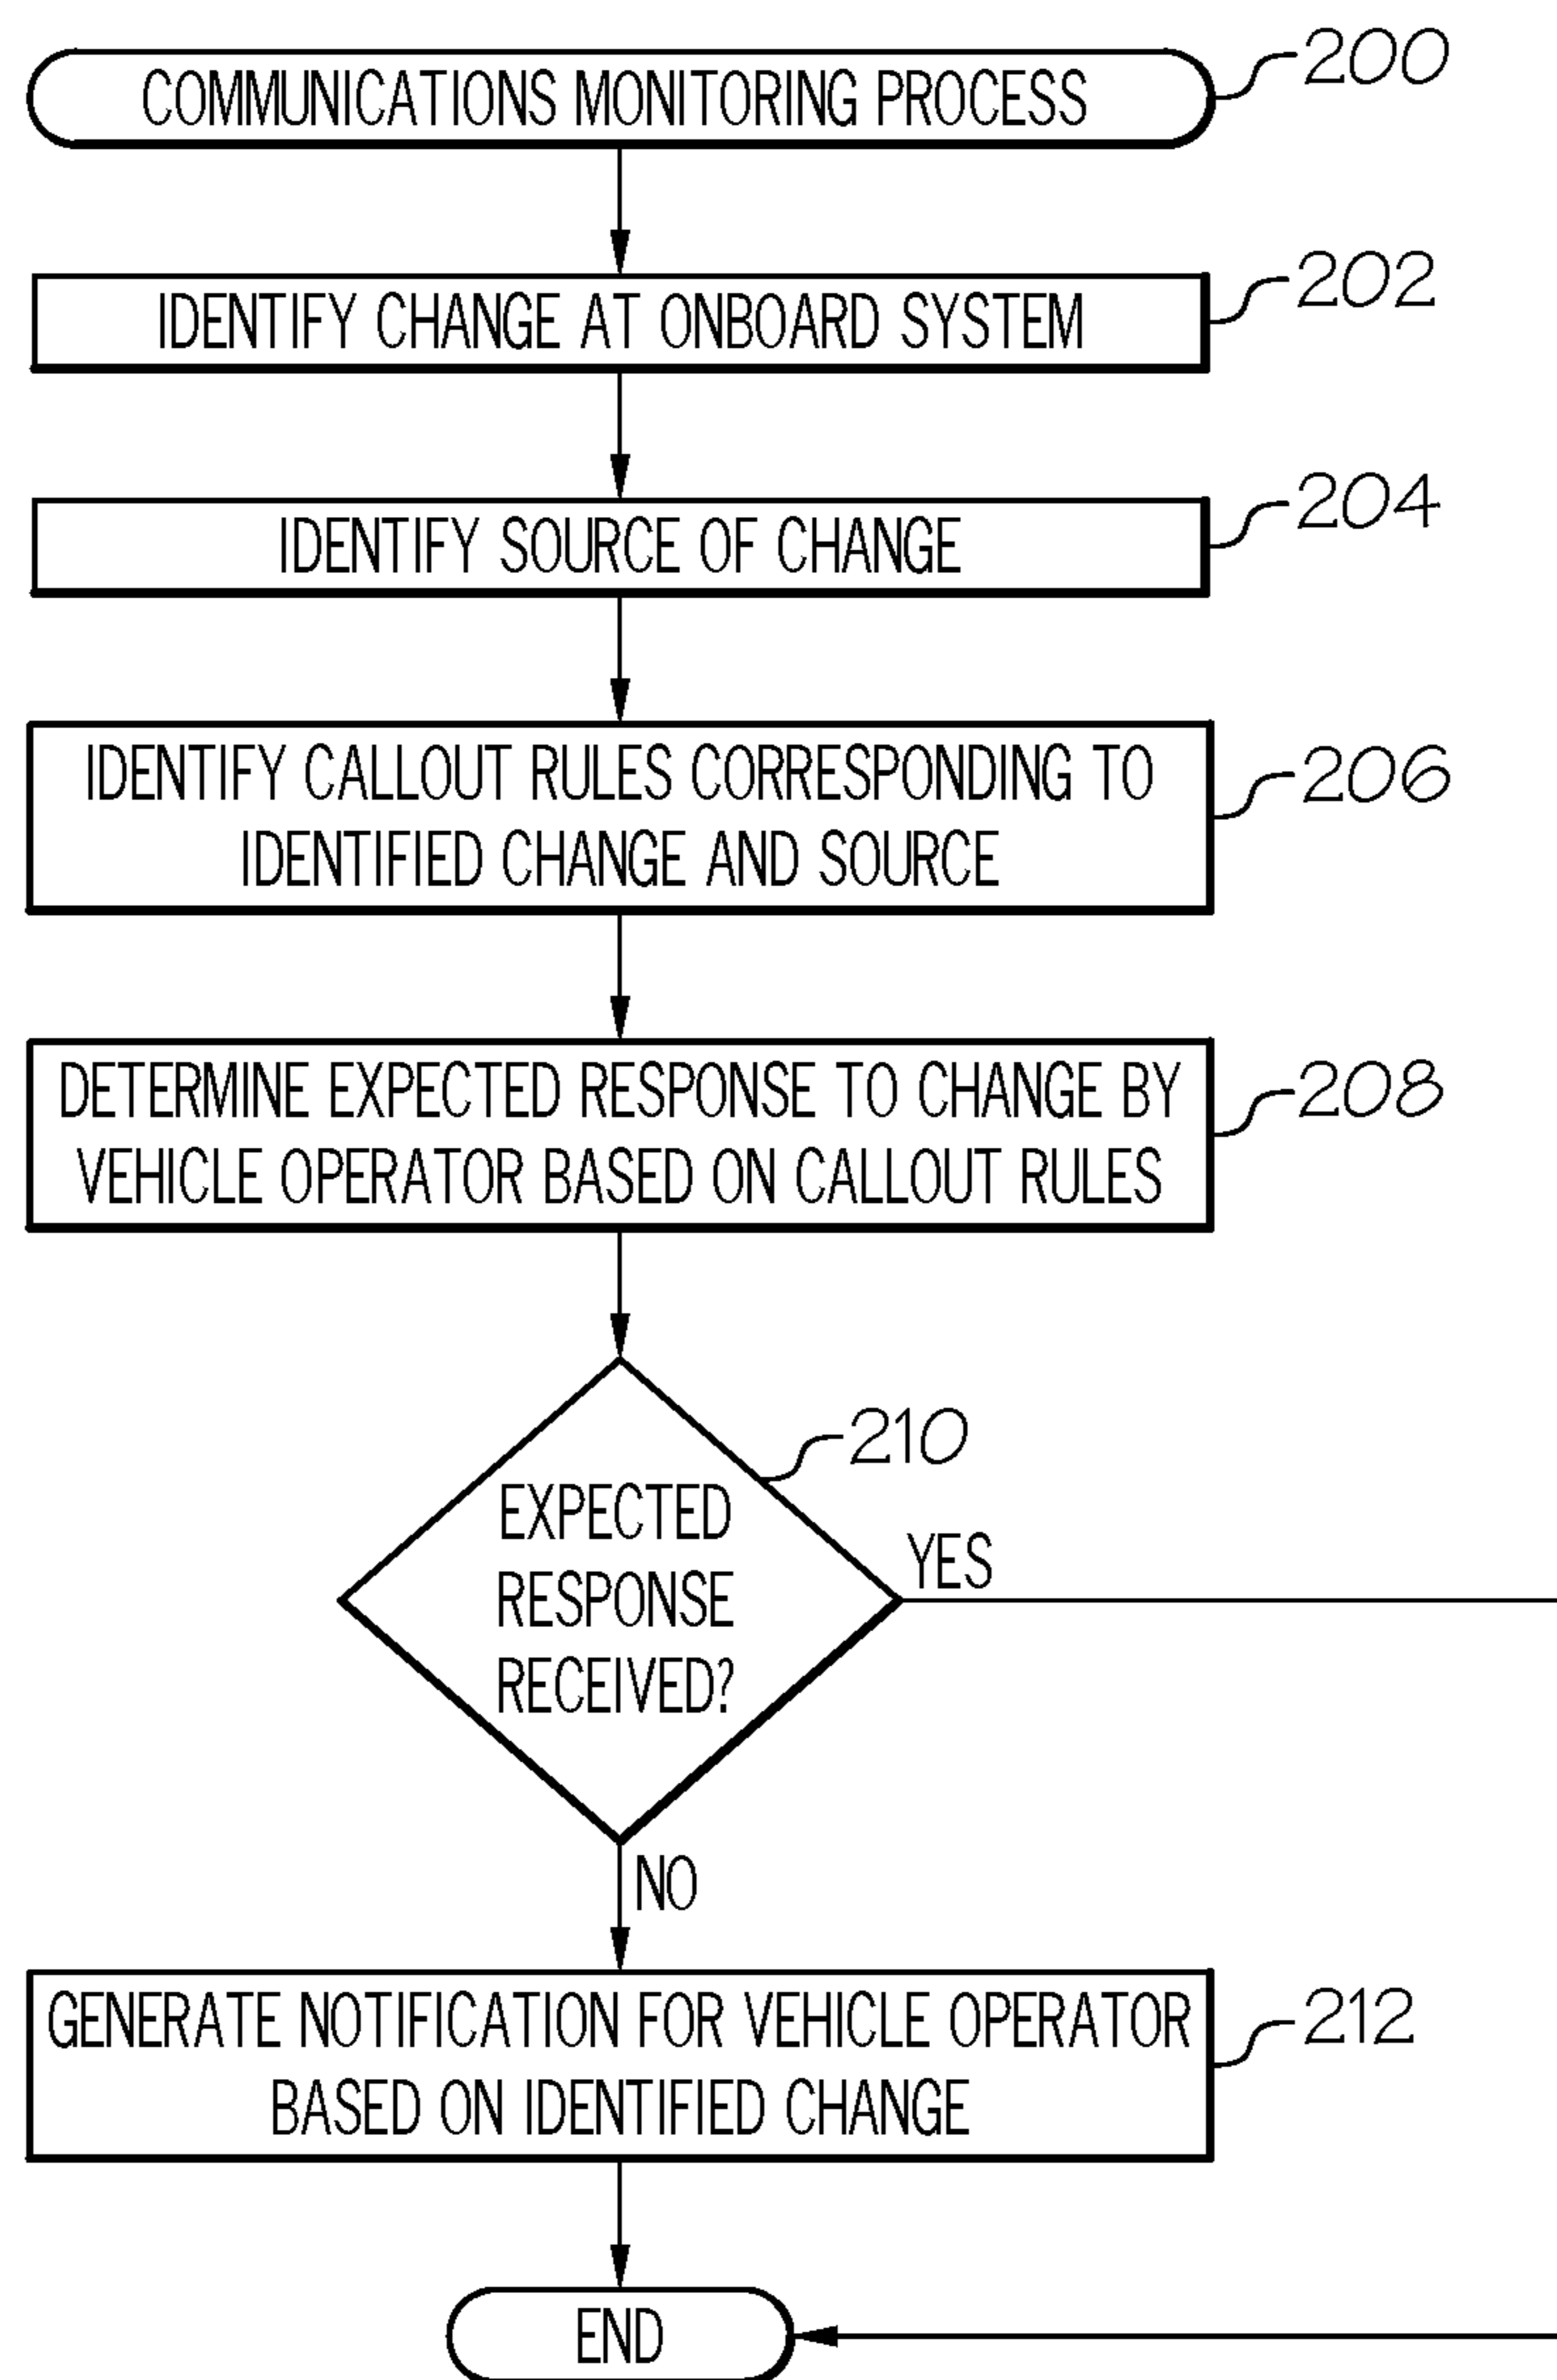 COMMUNICATIONS MONITORING PROCESS
200
IDENTIFY CHANGE AT ONBOARD SYSTEM
202
IDENTIFY SOURCE OF CHANGE
204
IDENTIFY CALLOUT RULES CORRESPONDING TO
IDENTIFIED CHANGE AND SOURCE
206
DETERMINE EXPECTED RESPONSE TO CHANGE BY
VEHICLE OPERATOR BASED ON CALLOUT RULES
208
EXPECTED
RESPONSE
RECEIVED?
210
YES
NO
GENERATE NOTIFICATION FOR VEHICLE OPERATOR
BASED ON IDENTIFIED CHANGE
212
END